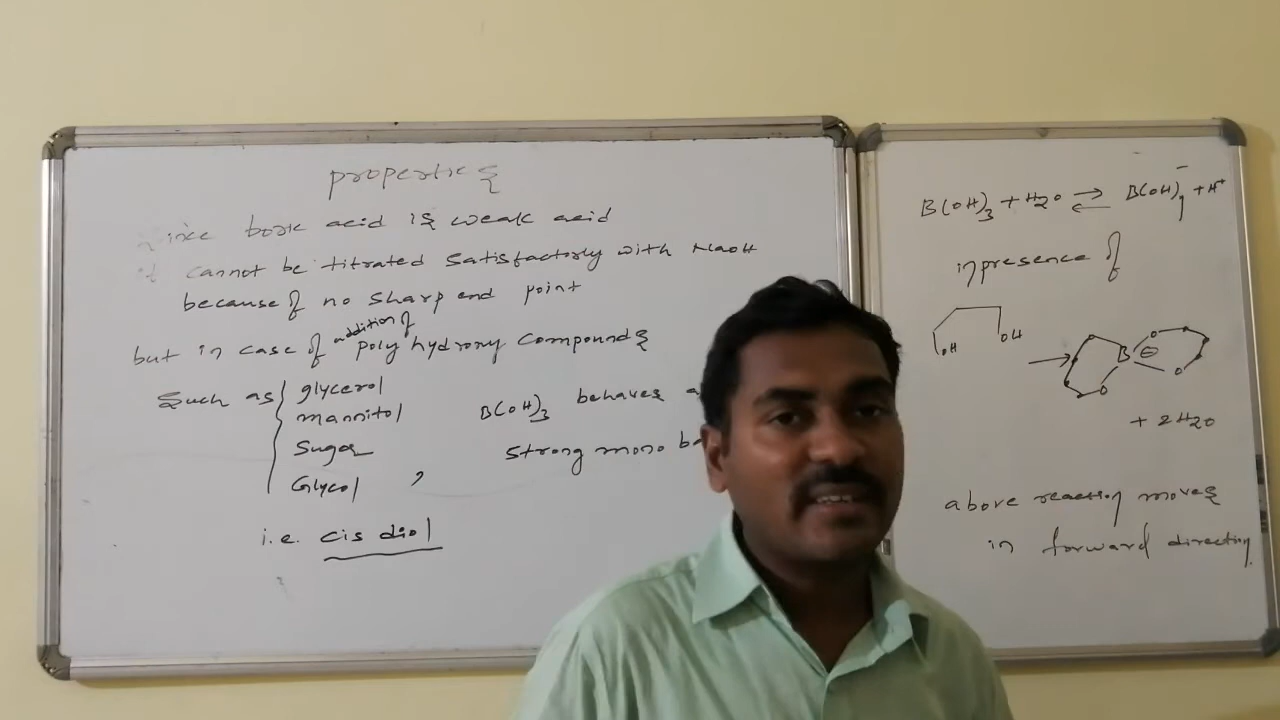 properties
since boric acid is weak acid
it cannot be titrated satisfactorly with NaOH
because of no sharp end point
but in case of addition of poly hydroxy compounds
Such as
glycerol
mannitol
Sugar
Glycol ,
B(OH)3 behaves
strong mono
i.e. cis diol
B(OH)3 + H2O ⇌ B(OH)4⁻ + H⁺
in presence of
OH
OH
→
B ⊖
O
O
O
O
+ 2H2O
above reaction moves
in forward direction